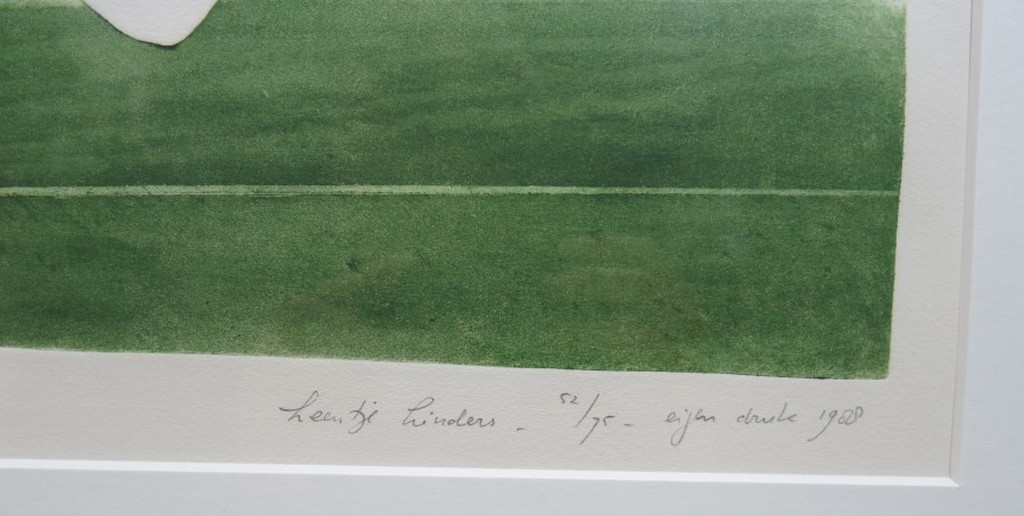 Leentje Linders - 52/75 - eigen druk 1988